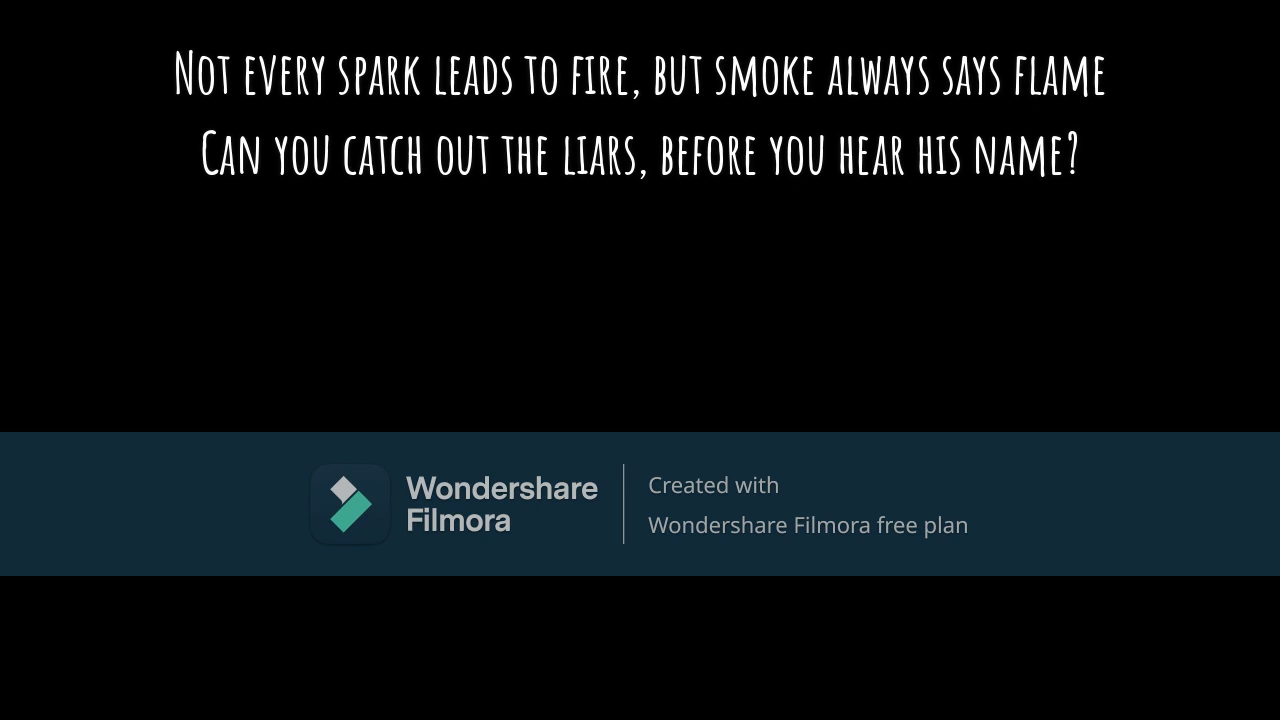 Not every spark leads to fire, but smoke always says flame
Can you catch out the liars, before you hear his name?
Wondershare
Filmora
Created with
Wondershare Filmora free plan